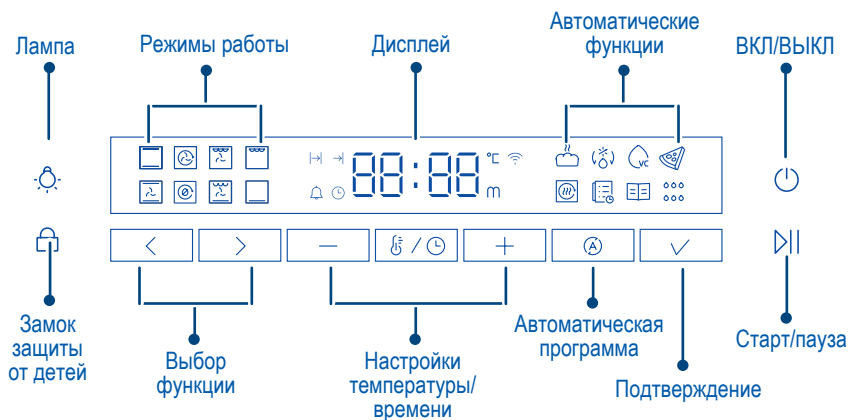 Лампа
Режимы работы
Дисплей
Автоматические
функции
ВКЛ/ВЫКЛ
88:88
°C
m
VC
A
Замок
защиты
от детей
Выбор
функции
Настройки
температуры/
времени
Автоматическая
программа
Подтверждение
Старт/пауза